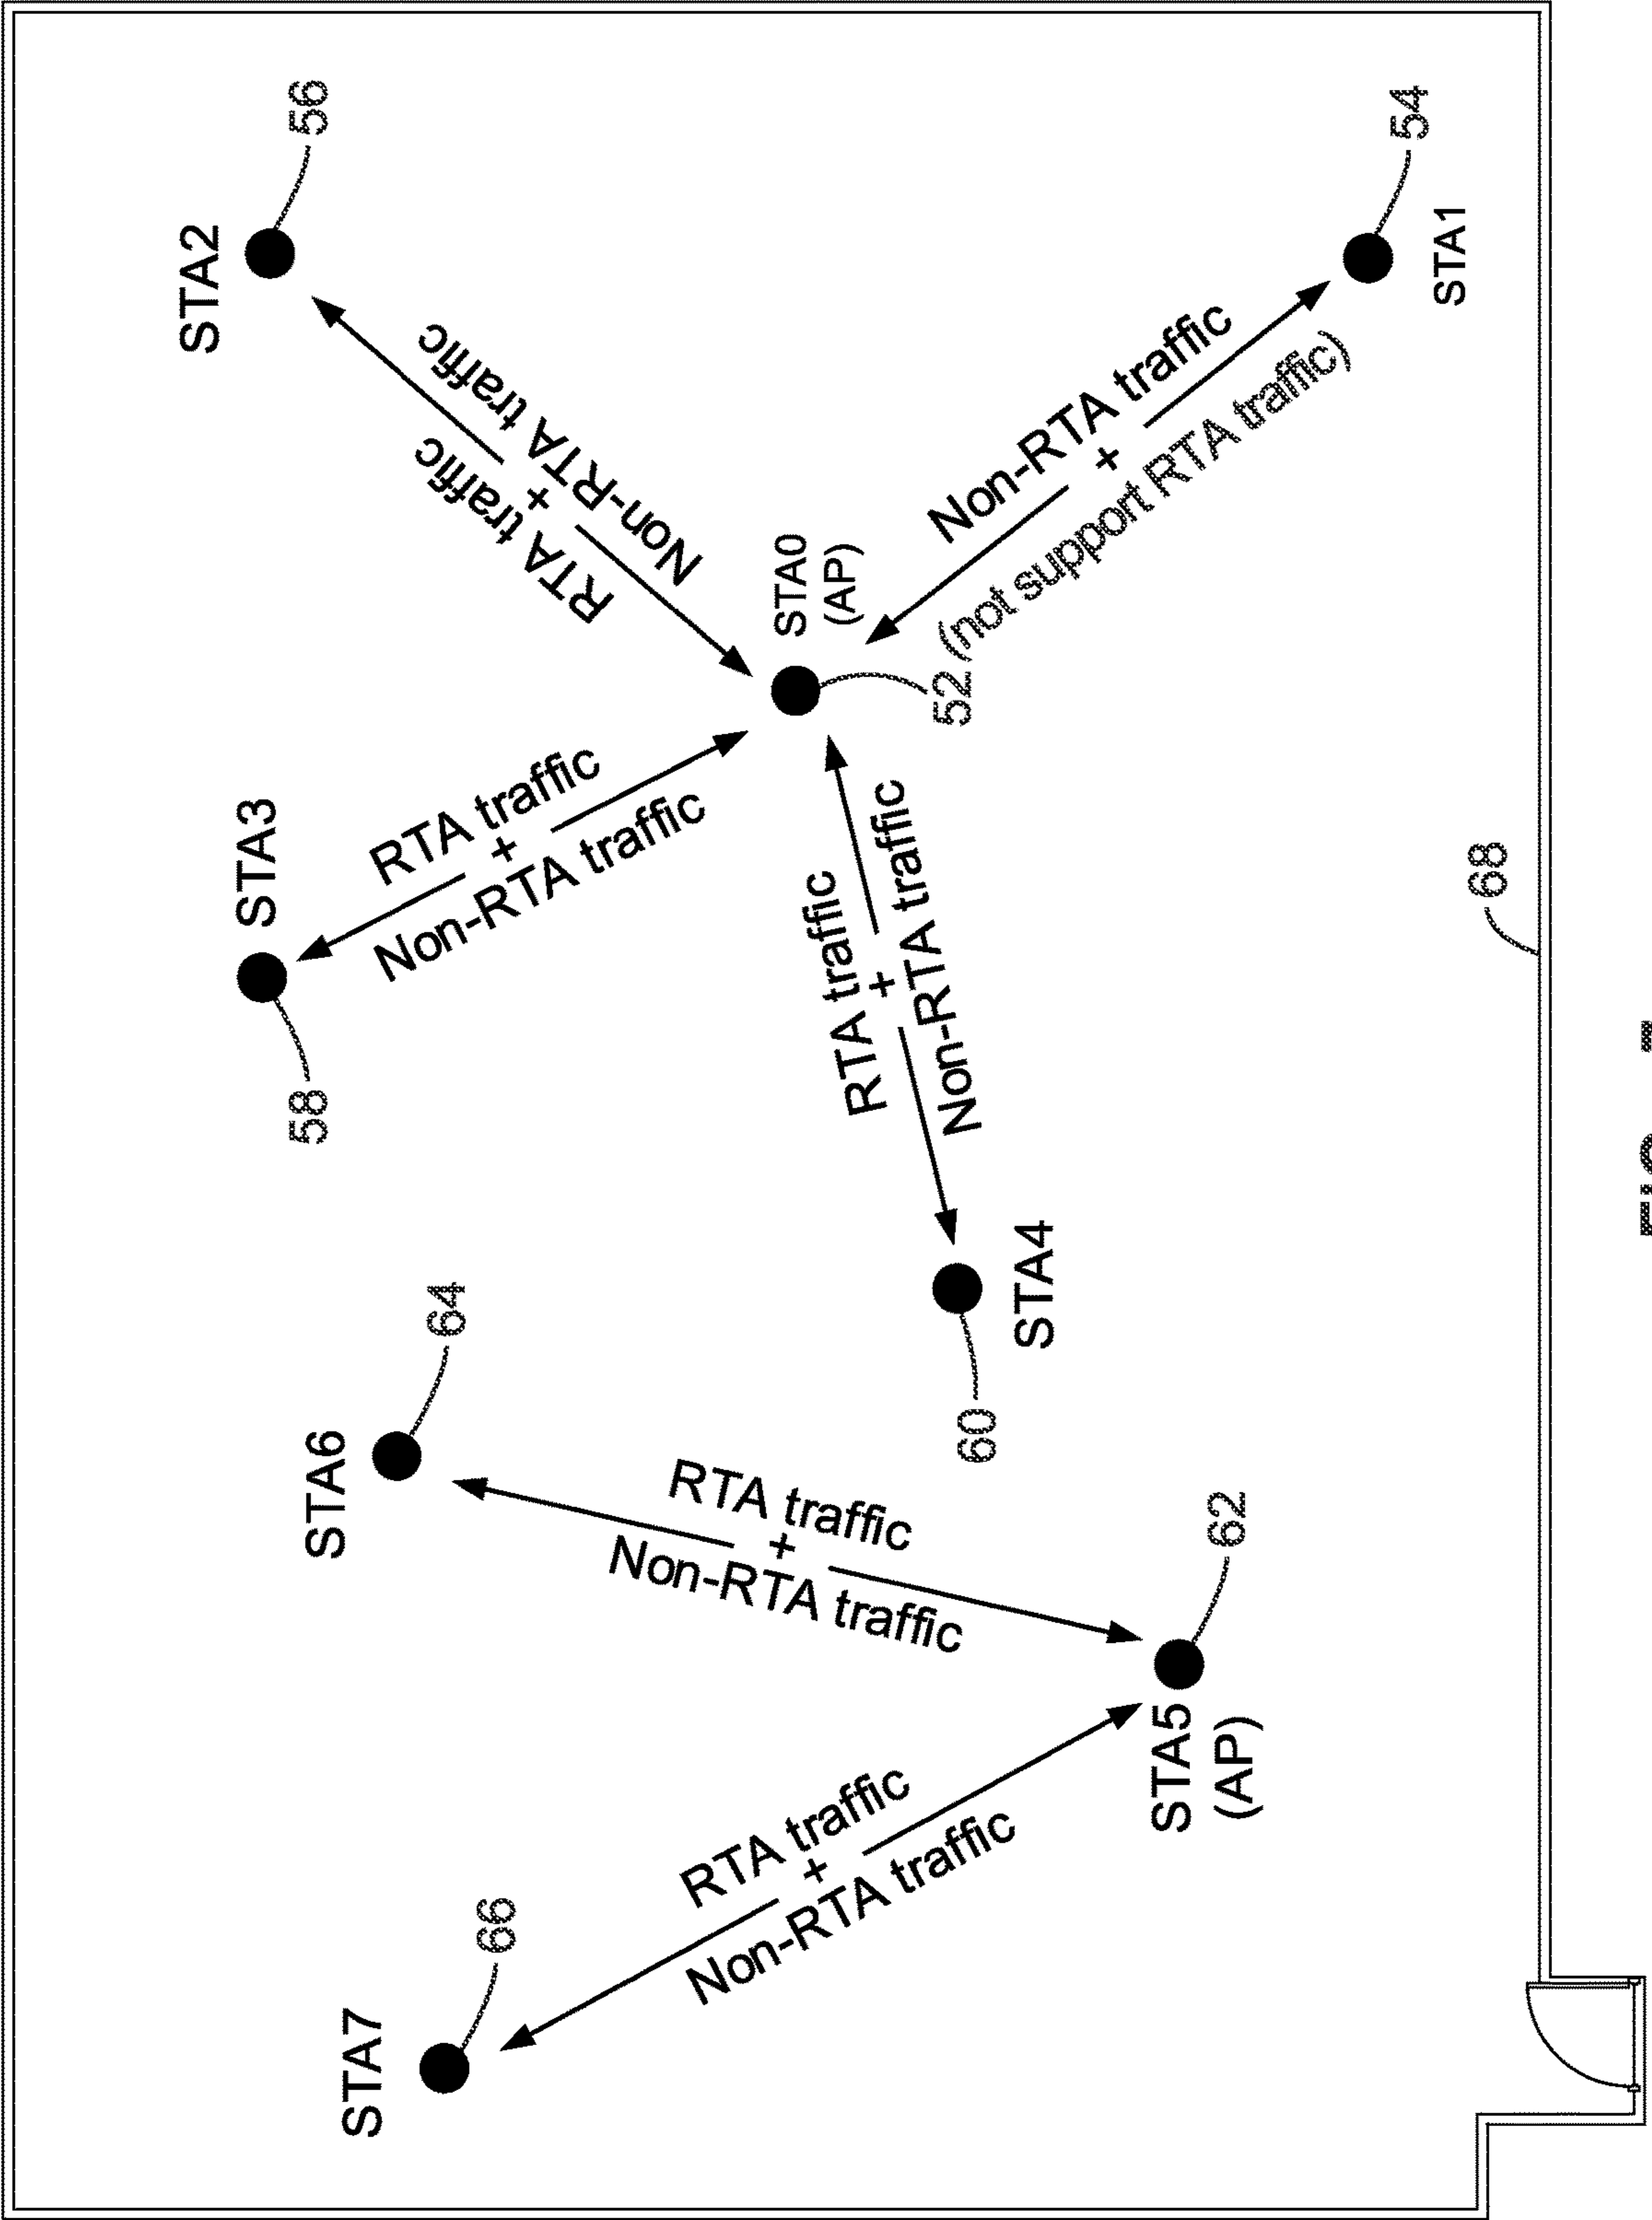 STA2
STA3
58
56
STA6
STA7
64
66
RTA traffic
+
Non-RTA traffic
RTA traffic
+
Non-RTA traffic
RTA traffic
+
Non-RTA traffic
RTA traffic
+
Non-RTA traffic
STA0
(AP)
RTA traffic
+
Non-RTA traffic
52
60
STA4
Non-RTA traffic
+
(not support RTA traffic)
STA5
(AP)
62
54
STA1
68